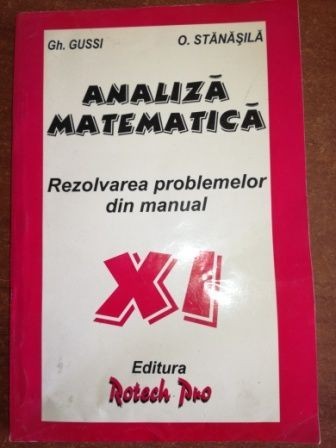 Gh. GUSSI O. STĂNĂȘILĂ
ANALIZĂ
MATEMATICĂ
Rezolvarea problemelor
din manual
XI
Editura
Rotech Pro